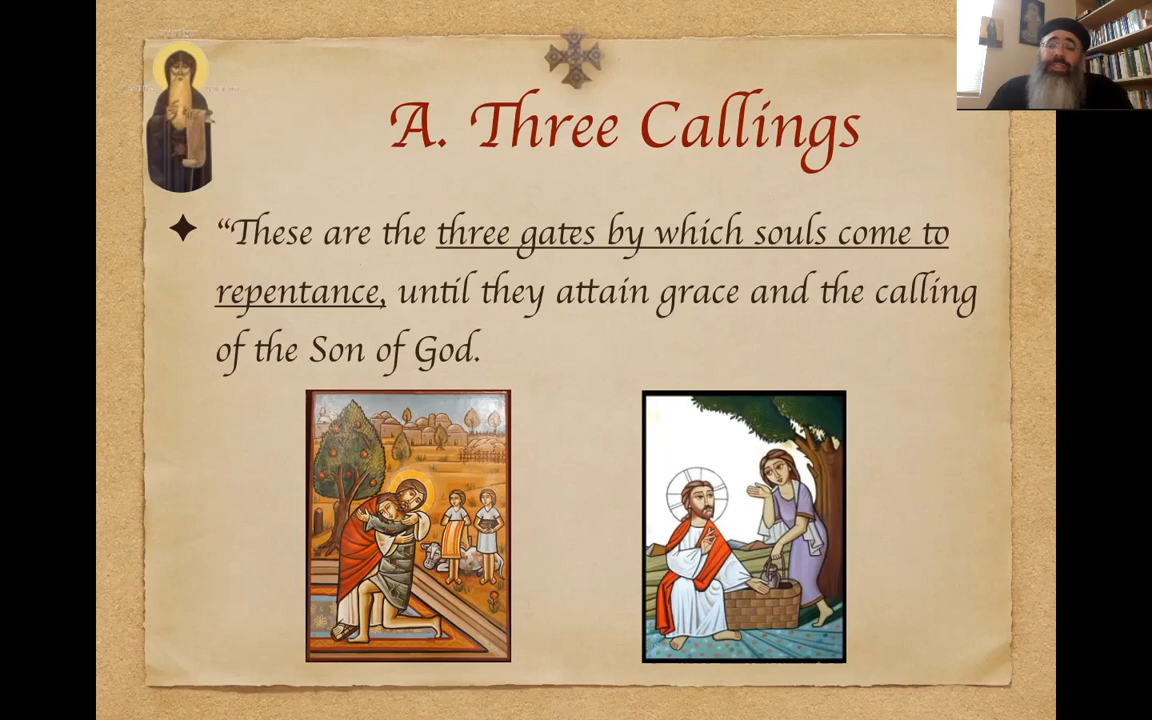 A. Three Callings
“These are the three gates by which souls come to
repentance, until they attain grace and the calling
of the Son of God.